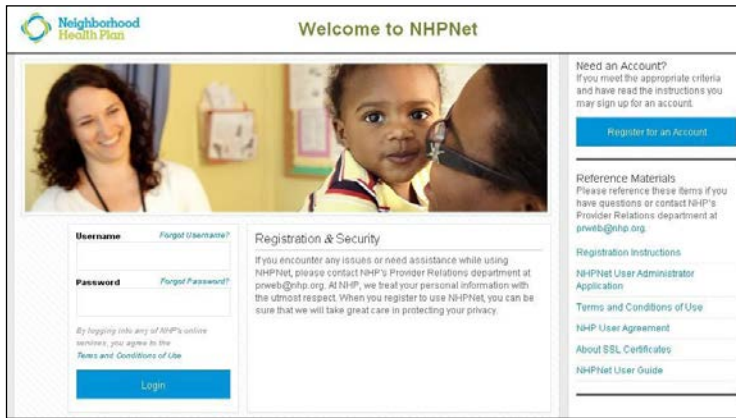 Neighborhood
Health Plan
Welcome to NHPNet
Username
Forgot Username?
Password
Forgot Password?
By logging into any of NHP's online
services, you agree to the
Terms and Conditions of Use
Login
Registration & Security
If you encounter any issues or need assistance while using
NHPNet, please contact NHP's Provider Relations department at
prweb@nhp.org. At NHP, we treat your personal information with
the utmost respect. When you register to use NHPNet, you can be
sure that we will take great care in protecting your privacy.
Need an Account?
If you meet the appropriate criteria
and have read the instructions you
may sign up for an account.
Register for an Account
Reference Materials
Please reference these items if you
have questions or contact NHP's
Provider Relations department at
prweb@nhp.org.
Registration Instructions
NHPNet User Administrator
Application
Terms and Conditions of Use
NHP User Agreement
About SSL Certificates
NHPNet User Guide